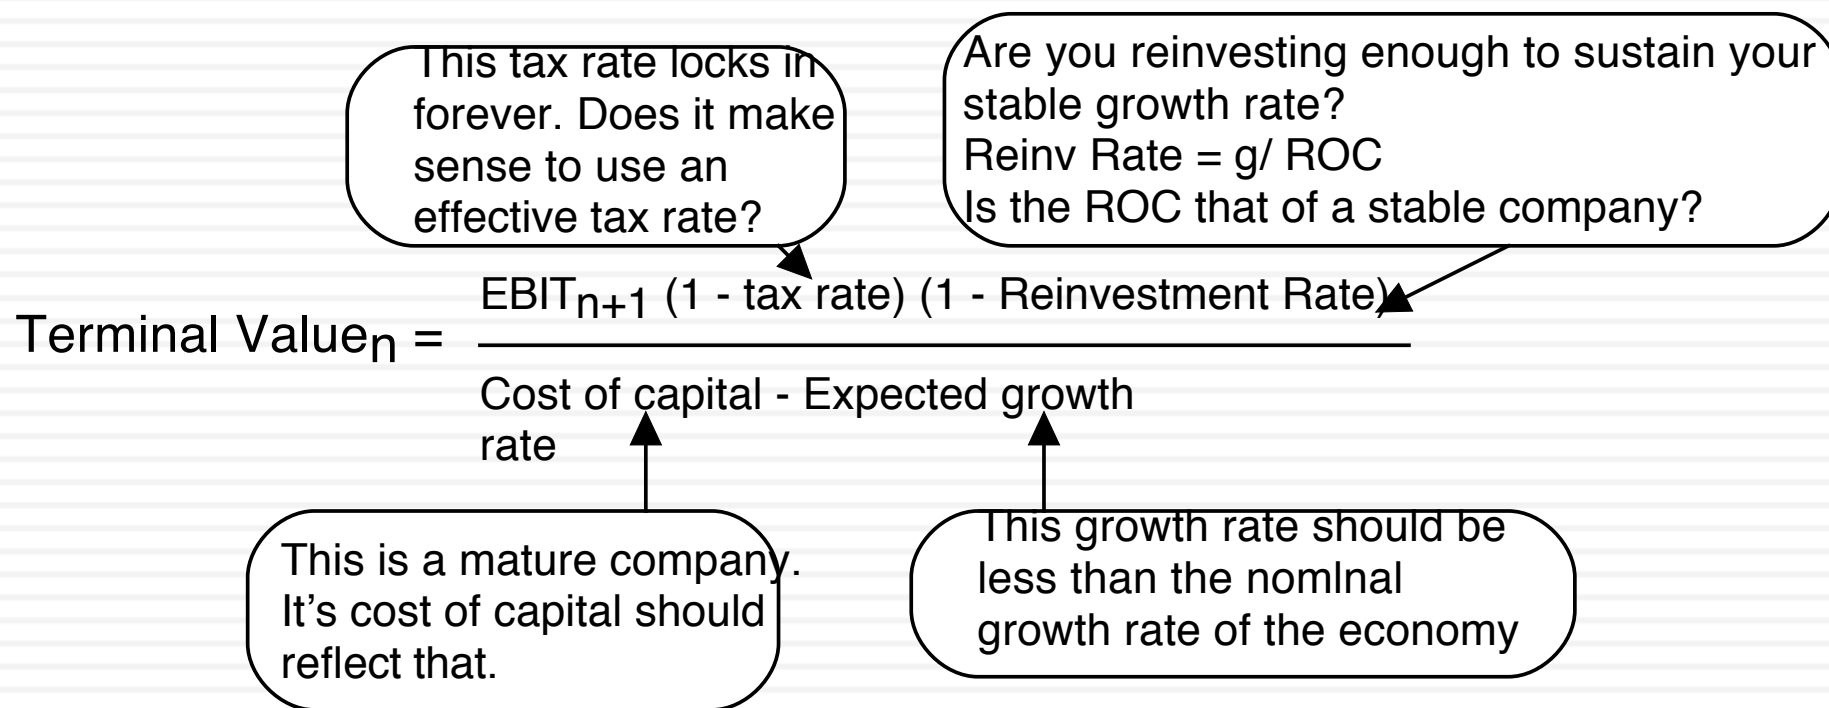 This tax rate locks in
forever. Does it make
sense to use an
effective tax rate?
Are you reinvesting enough to sustain your
stable growth rate?
Reinv Rate = g/ ROC
Is the ROC that of a stable company?
EBITn+1 (1 - tax rate) (1 - Reinvestment Rate)
Terminal Valuen =
Cost of capital - Expected growth
rate
This is a mature company.
It’s cost of capital should
reflect that.
This growth rate should be
less than the nomlnal
growth rate of the economy